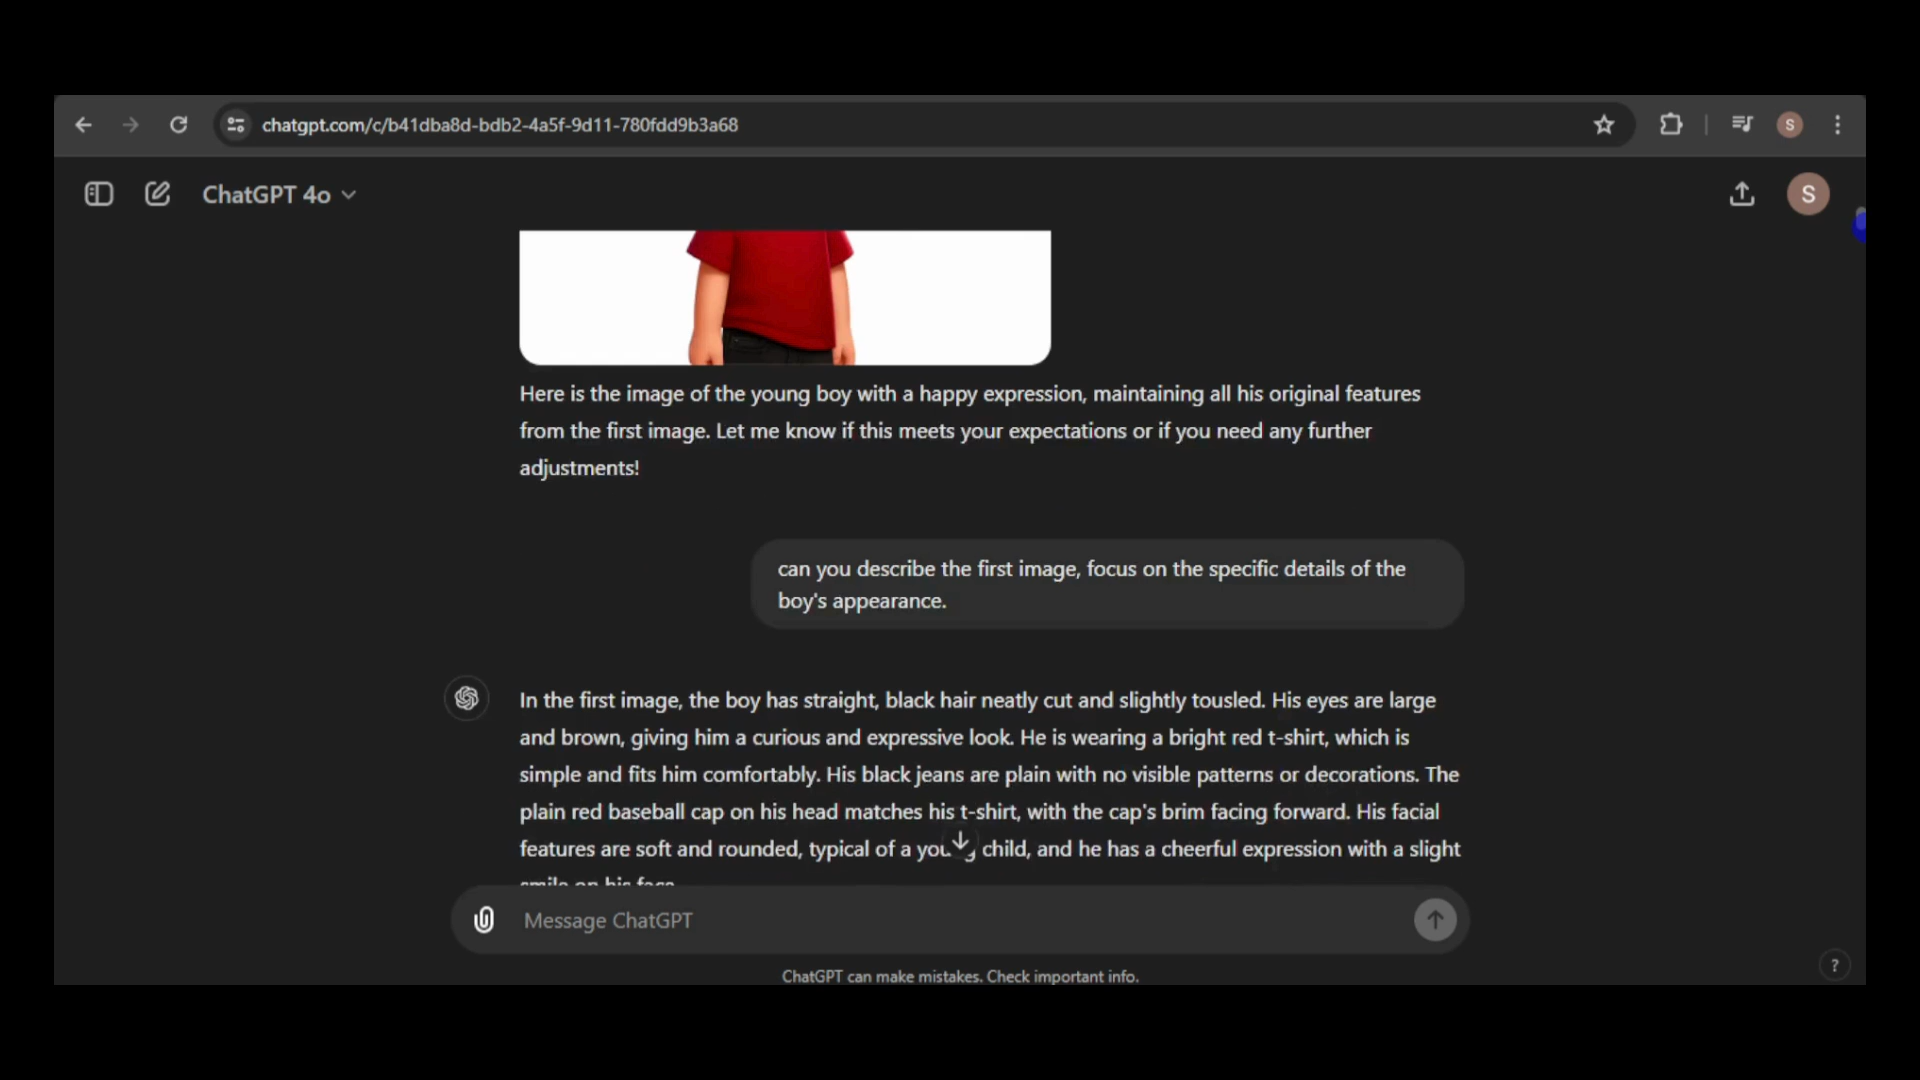 chatgpt.com/c/b41dba8d-bdb2-4a5f-9d11-780fdd9b3a68
S
ChatGPT 4o
S
Here is the image of the young boy with a happy expression, maintaining all his original features
from the first image. Let me know if this meets your expectations or if you need any further
adjustments!
can you describe the first image, focus on the specific details of the
boy's appearance.
In the first image, the boy has straight, black hair neatly cut and slightly tousled. His eyes are large
and brown, giving him a curious and expressive look. He is wearing a bright red t-shirt, which is
simple and fits him comfortably. His black jeans are plain with no visible patterns or decorations. The
plain red baseball cap on his head matches his t-shirt, with the cap's brim facing forward. His facial
features are soft and rounded, typical of a young child, and he has a cheerful expression with a slight
smile on his face.
Message ChatGPT
ChatGPT can make mistakes. Check important info.
?